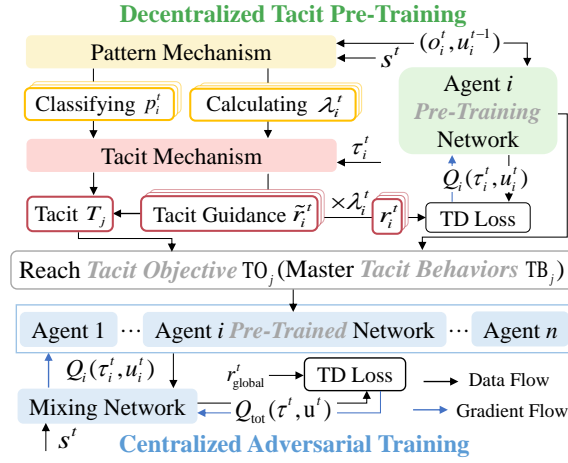 Decentralized Tacit Pre-Training
Pattern Mechanism
(o_i^t, u_i^{t-1})
s^t
Classifying p_i^t
Calculating λ_i^t
Agent i
Pre-Training
Network
Tacit Mechanism
τ_i^t
Q_i(τ_i^t, u_i^t)
Tacit T_j
Tacit Guidance r̃_i^t
×λ_i^t
r_i^t
TD Loss
Reach Tacit Objective TO_j (Master Tacit Behaviors TB_j)
Agent 1 ··· Agent i Pre-Trained Network ··· Agent n
Q_i(τ_i^t, u_i^t)
r_global^t
TD Loss
Data Flow
Mixing Network
Q_tot(τ^t, u^t)
Gradient Flow
s^t
Centralized Adversarial Training